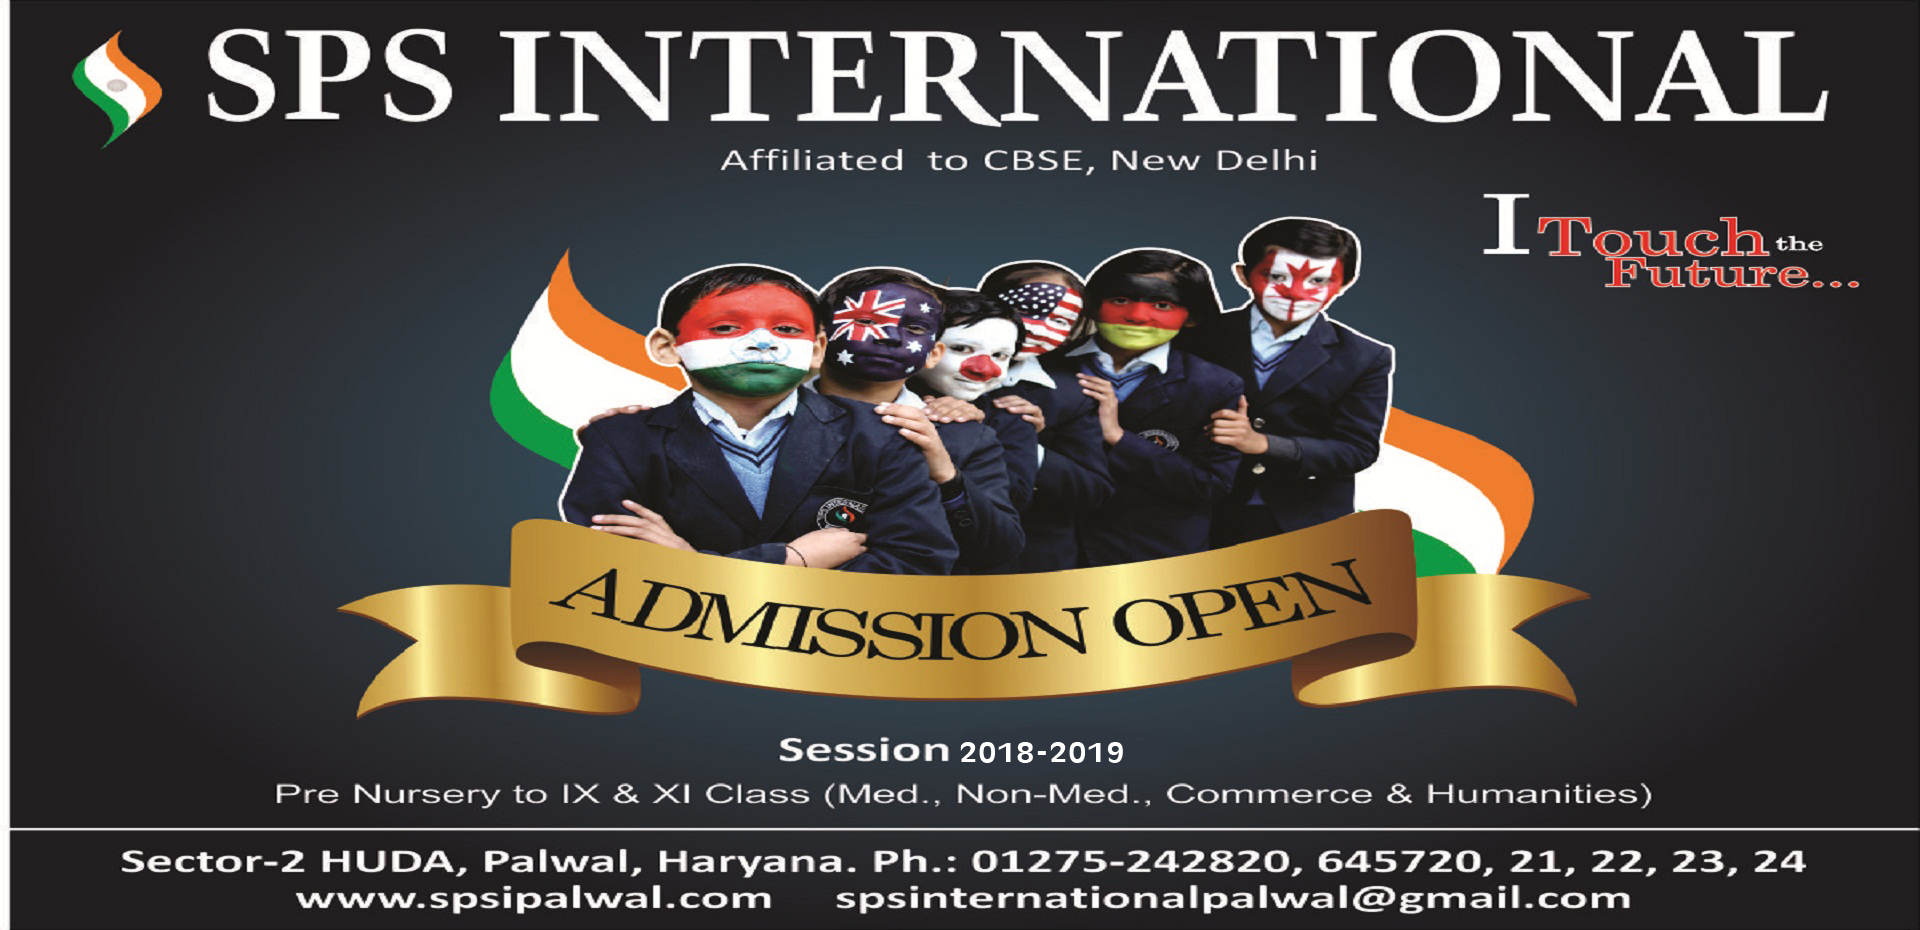 SPS INTERNATIONAL
Affiliated to CBSE, New Delhi
I Touch the
Future...
ADMISSION OPEN
Session 2018-2019
Pre Nursery to IX & XI Class (Med., Non-Med., Commerce & Humanities)
Sector-2 HUDA, Palwal, Haryana. Ph.: 01275-242820, 645720, 21, 22, 23, 24
www.spsipalwal.com spsinternationalpalwal@gmail.com